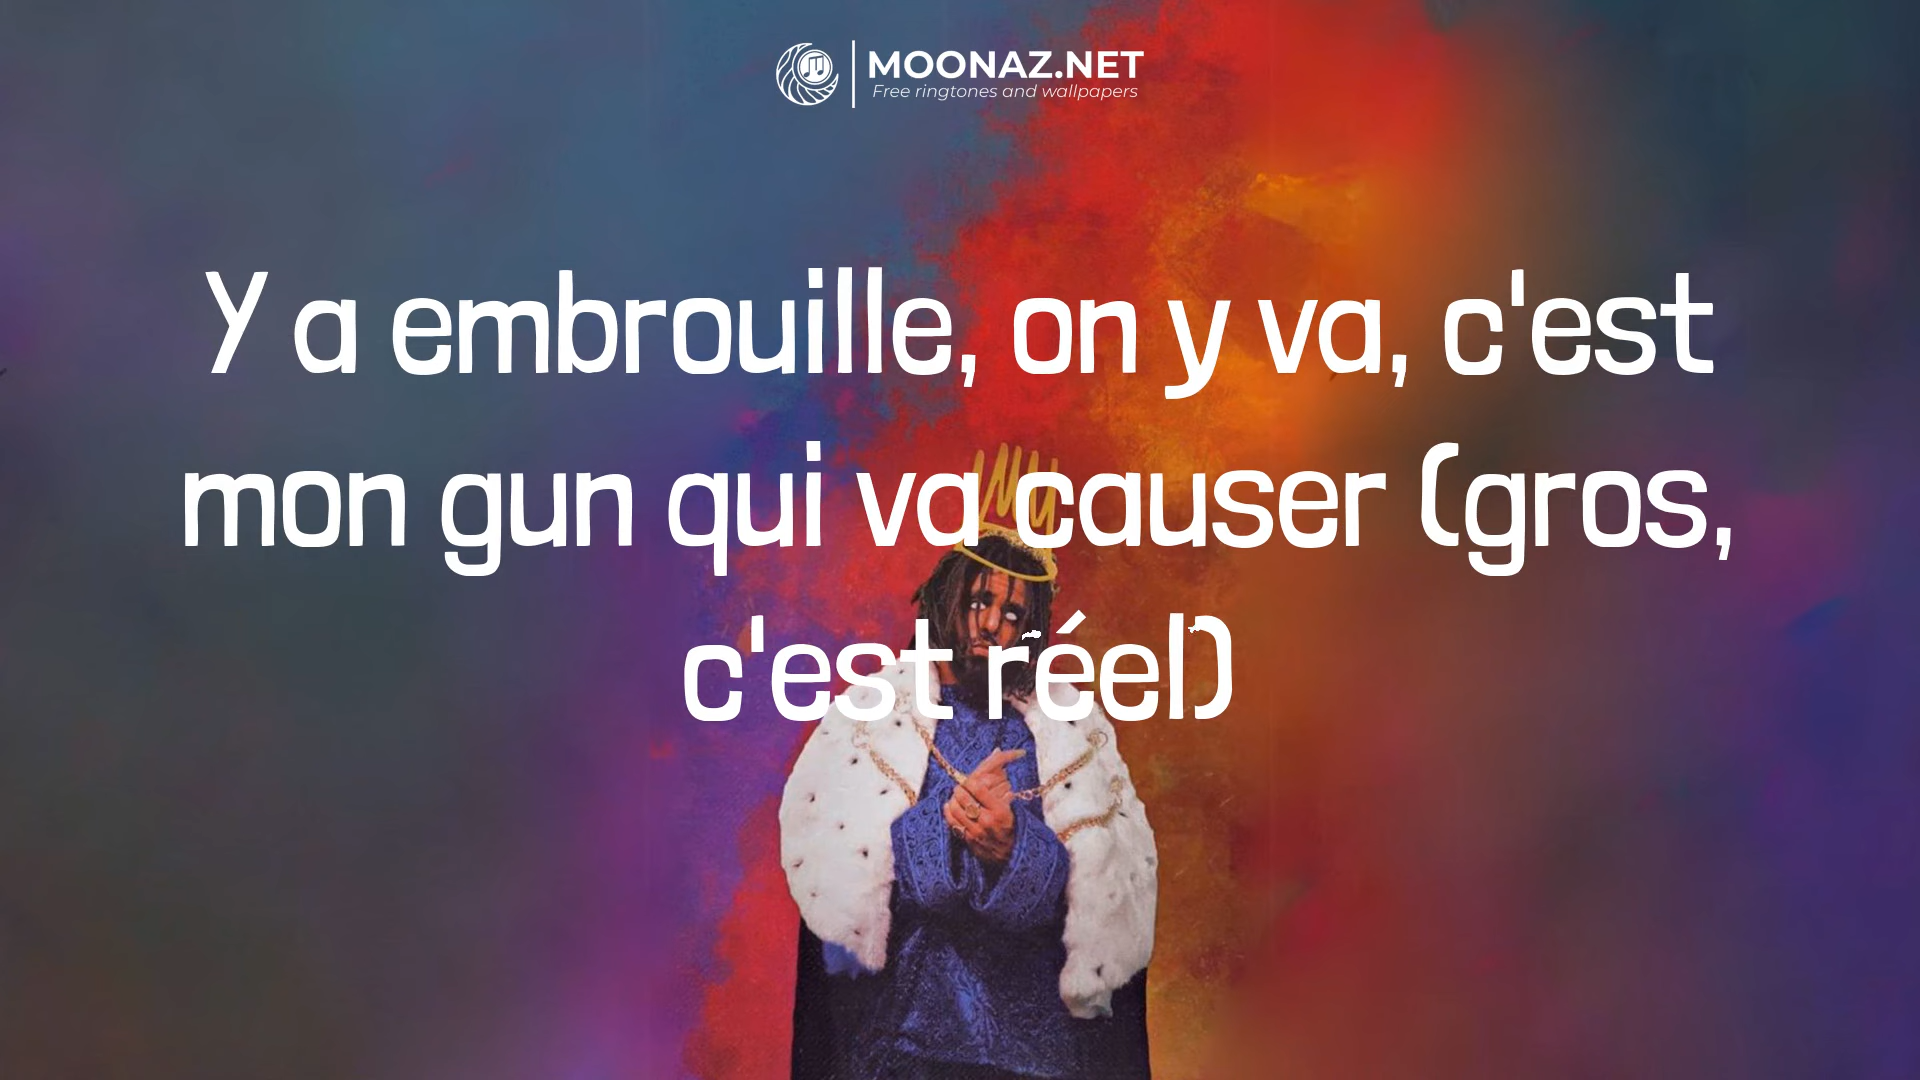 MOONAZ.NET
Free ringtones and wallpapers
Y a embrouille, on y va, c'est
mon gun qui va causer (gros,
c'est réel)